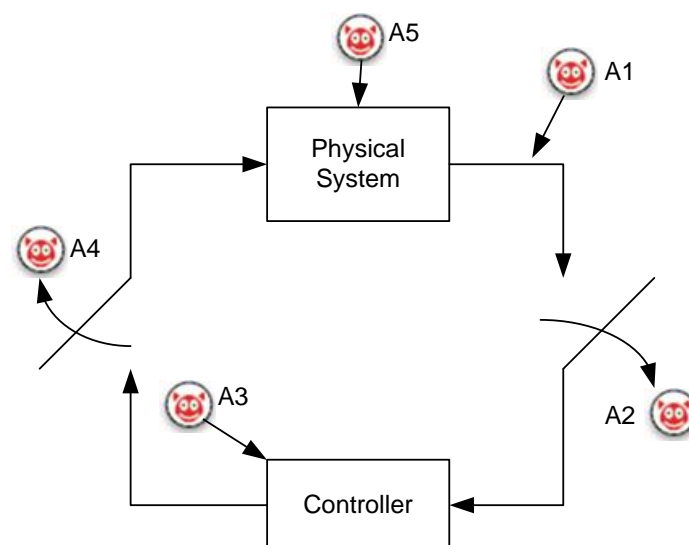 A5
A1
Physical
System
A4
A3
A2
Controller